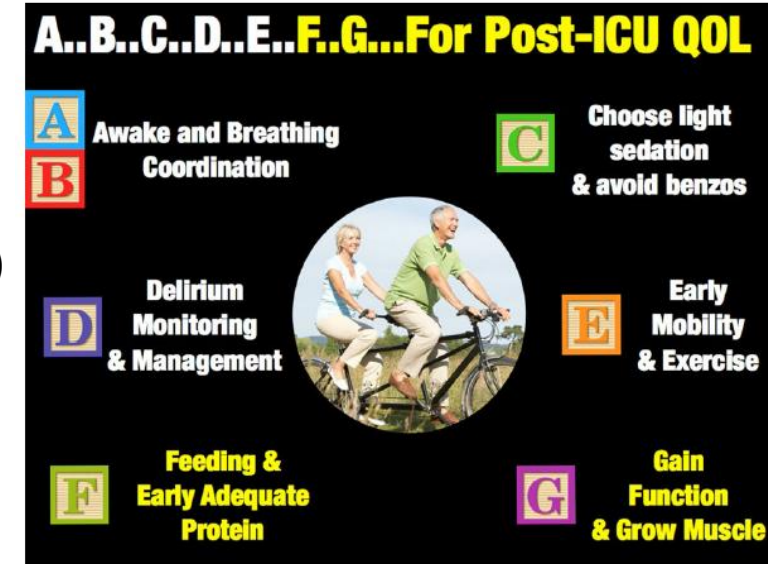 A..B..C..D..E..F..G...For Post-ICU QOL
A
B
Awake and Breathing
Coordination
C
Choose light
sedation
& avoid benzos
D
Delirium
Monitoring
& Management
E
Early
Mobility
& Exercise
F
Feeding &
Early Adequate
Protein
G
Gain
Function
& Grow Muscle
)